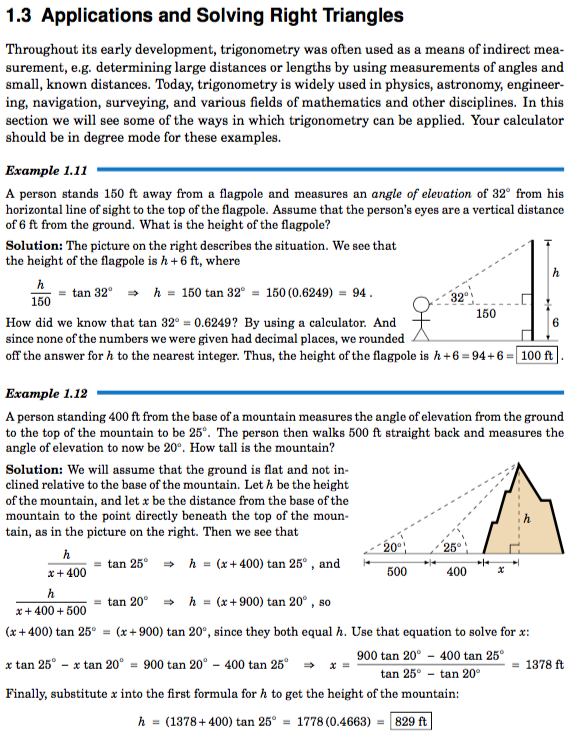 1.3 Applications and Solving Right Triangles
Throughout its early development, trigonometry was often used as a means of indirect mea-
surement, e.g. determining large distances or lengths by using measurements of angles and
small, known distances. Today, trigonometry is widely used in physics, astronomy, engineer-
ing, navigation, surveying, and various fields of mathematics and other disciplines. In this
section we will see some of the ways in which trigonometry can be applied. Your calculator
should be in degree mode for these examples.
Example 1.11
A person stands 150 ft away from a flagpole and measures an angle of elevation of 32° from his
horizontal line of sight to the top of the flagpole. Assume that the person's eyes are a vertical distance
of 6 ft from the ground. What is the height of the flagpole?
Solution: The picture on the right describes the situation. We see that
the height of the flagpole is h + 6 ft, where
h/150 = tan 32° ⇒ h = 150 tan 32° = 150(0.6249) = 94 .
How did we know that tan 32° = 0.6249? By using a calculator. And
since none of the numbers we were given had decimal places, we rounded
off the answer for h to the nearest integer. Thus, the height of the flagpole is h + 6 = 94 + 6 = 100 ft .
32°
150
h
6
Example 1.12
A person standing 400 ft from the base of a mountain measures the angle of elevation from the ground
to the top of the mountain to be 25°. The person then walks 500 ft straight back and measures the
angle of elevation to now be 20°. How tall is the mountain?
Solution: We will assume that the ground is flat and not in-
clined relative to the base of the mountain. Let h be the height
of the mountain, and let x be the distance from the base of the
mountain to the point directly beneath the top of the moun-
tain, as in the picture on the right. Then we see that
h/(x + 400) = tan 25° ⇒ h = (x + 400) tan 25° , and
h/(x + 400 + 500) = tan 20° ⇒ h = (x + 900) tan 20° , so
20°
25°
h
500
400
x
(x + 400) tan 25° = (x + 900) tan 20°, since they both equal h. Use that equation to solve for x:
x tan 25° − x tan 20° = 900 tan 20° − 400 tan 25° ⇒ x = (900 tan 20° − 400 tan 25°)/(tan 25° − tan 20°) = 1378 ft
Finally, substitute x into the first formula for h to get the height of the mountain:
h = (1378 + 400) tan 25° = 1778(0.4663) = 829 ft